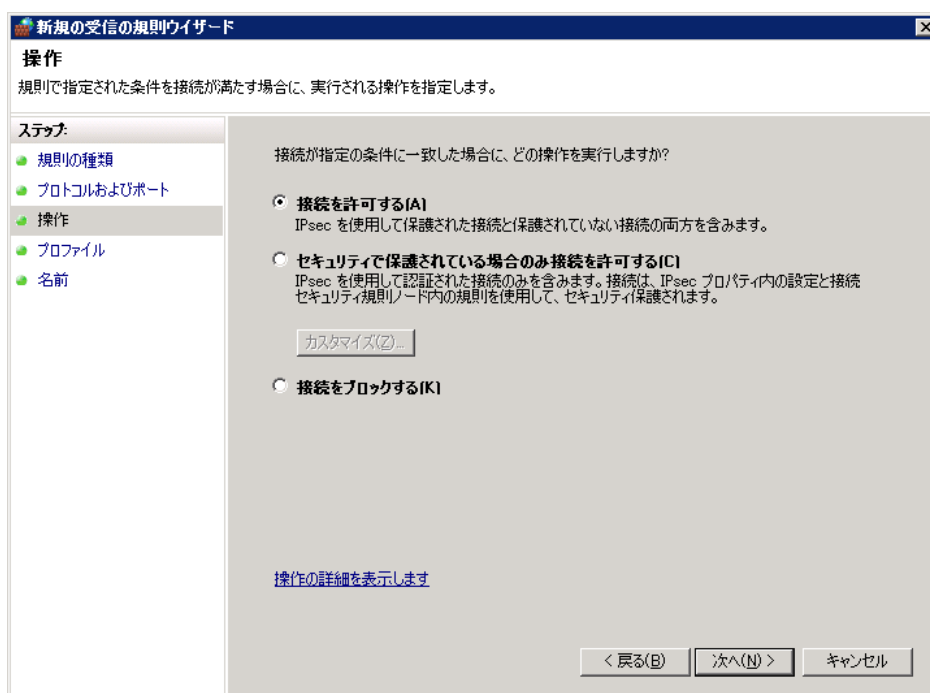 新規の受信の規則ウィザード
操作
規則で指定された条件を接続が満たす場合に、実行される操作を指定します。
ステップ:
規則の種類
プロトコルおよびポート
操作
プロファイル
名前
接続が指定の条件に一致した場合に、どの操作を実行しますか?
接続を許可する(A)
IPsec を使用して保護された接続と保護されていない接続の両方を含みます。
セキュリティで保護されている場合のみ接続を許可する(C)
IPsec を使用して認証された接続のみを含みます。接続は、IPsec プロパティ内の設定と接続
セキュリティ規則ノード内の規則を使用して、セキュリティ保護されます。
カスタマイズ(Z)...
接続をブロックする(K)
操作の詳細を表示します
< 戻る(B)
次へ(N) >
キャンセル